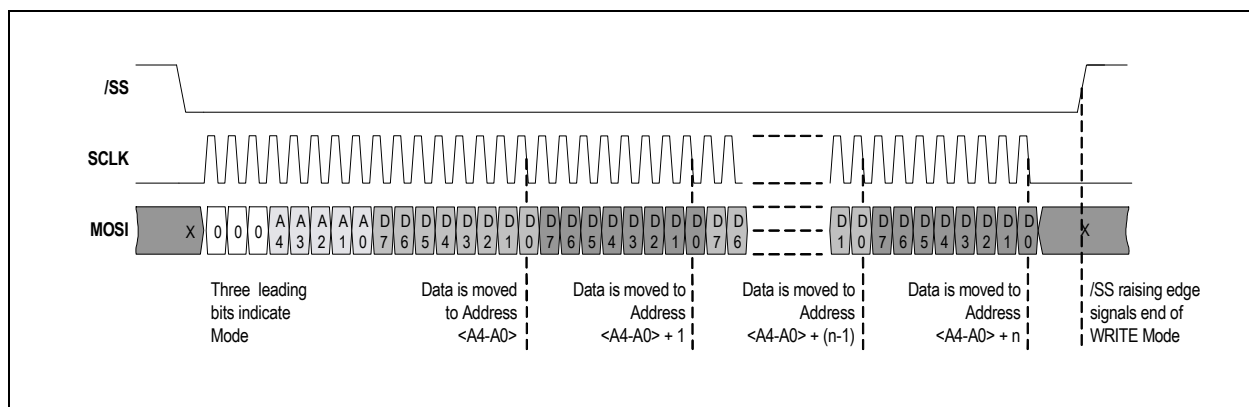 /SS
SCLK
MOSI
X 0 0 0 A4 A3 A2 A1 A0 D7 D6 D5 D4 D3 D2 D1 D0 D7 D6 D5 D4 D3 D2 D1 D0 D7 D6 D1 D0 D7 D6 D5 D4 D3 D2 D1 D0 X
Three leading
bits indicate
Mode
Data is moved
to Address
<A4-A0>
Data is moved to
Address
<A4-A0> + 1
Data is moved to
Address
<A4-A0> + (n-1)
Data is moved to
Address
<A4-A0> + n
/SS raising edge
signals end of
WRITE Mode